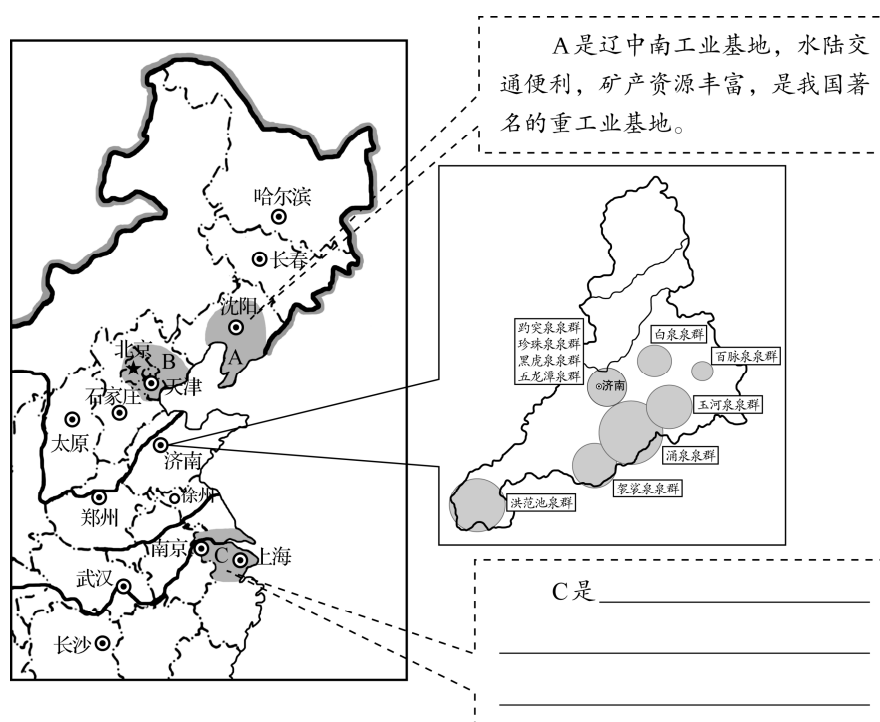 A是辽中南工业基地，水陆交
通便利，矿产资源丰富，是我国著
名的重工业基地。
哈尔滨
长春
沈阳
A
北京
B
天津
石家庄
太原
济南
徐州
郑州
南京
C
上海
武汉
长沙
趵突泉泉群
珍珠泉泉群
黑虎泉泉群
五龙潭泉群
白泉泉群
百脉泉泉群
济南
玉河泉泉群
涌泉泉群
袈裟泉泉群
洪范池泉群
C是